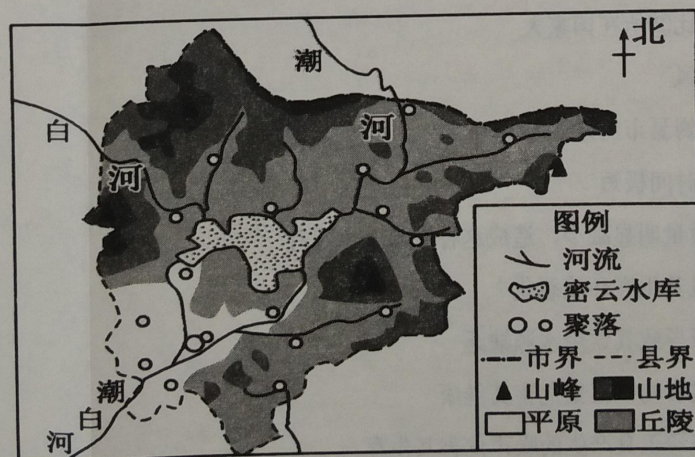 北
潮
河
白
河
潮
白
河
图例
河流
密云水库
聚落
市界 县界
山峰 山地
平原 丘陵